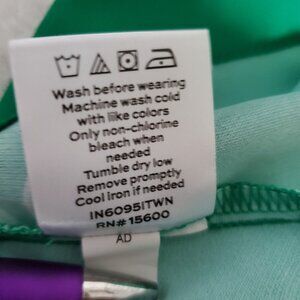 Wash before wearing
Machine wash cold
with like colors
Only non-chlorine
bleach when
needed
Tumble dry low
Remove promptly
Cool iron if needed
IN6095ITWN
RN#15600
AD